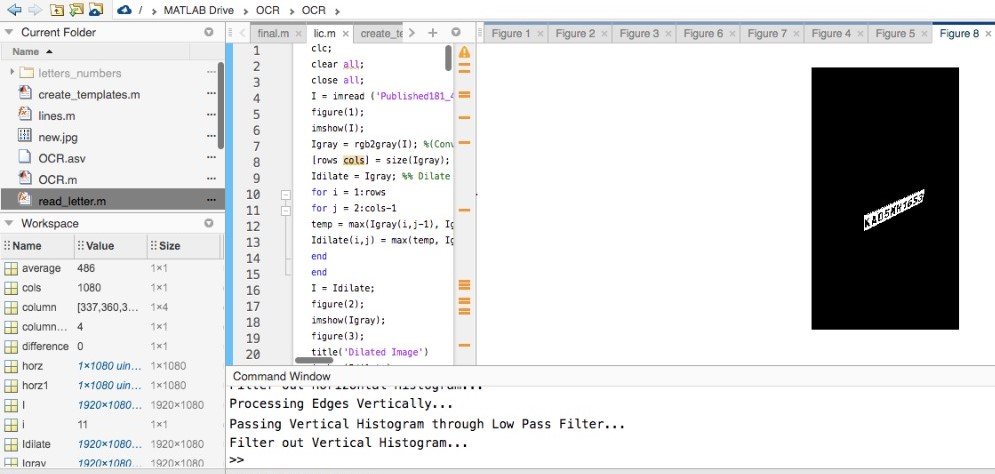 / › MATLAB Drive › OCR › OCR ›
Current Folder
Name
letters_numbers
create_templates.m
lines.m
new.jpg
OCR.asv
OCR.m
read_letter.m
Workspace
Name Value Size
average 486 1×1
cols 1080 1×1
column [337,360,3... 1×4
column... 4 1×1
difference 0 1×1
horz 1×1080 uin... 1×1080
horz1 1×1080 uin... 1×1080
I 1920×1080... 1920×1080
i 11 1×1
Idilate 1920×1080... 1920×1080
Igray 1920×1080... 1920×1080
final.m lic.m create_te
1 clc;
2 clear all;
3 close all;
4 I = imread ('Published181_4
5 figure(1);
6 imshow(I);
7 Igray = rgb2gray(I); %(Conv
8 [rows cols] = size(Igray);
9 Idilate = Igray; %% Dilate
10 for i = 1:rows
11 for j = 2:cols-1
12 temp = max(Igray(i,j-1), Ig
13 Idilate(i,j) = max(temp, Ig
14 end
15 end
16 I = Idilate;
17 figure(2);
18 imshow(Igray);
19 figure(3);
20 title('Dilated Image')
Figure 1 Figure 2 Figure 3 Figure 6 Figure 7 Figure 4 Figure 5 Figure 8
Command Window
Filter out Horizontal Histogram...
Processing Edges Vertically...
Passing Vertical Histogram through Low Pass Filter...
Filter out Vertical Histogram...
>>